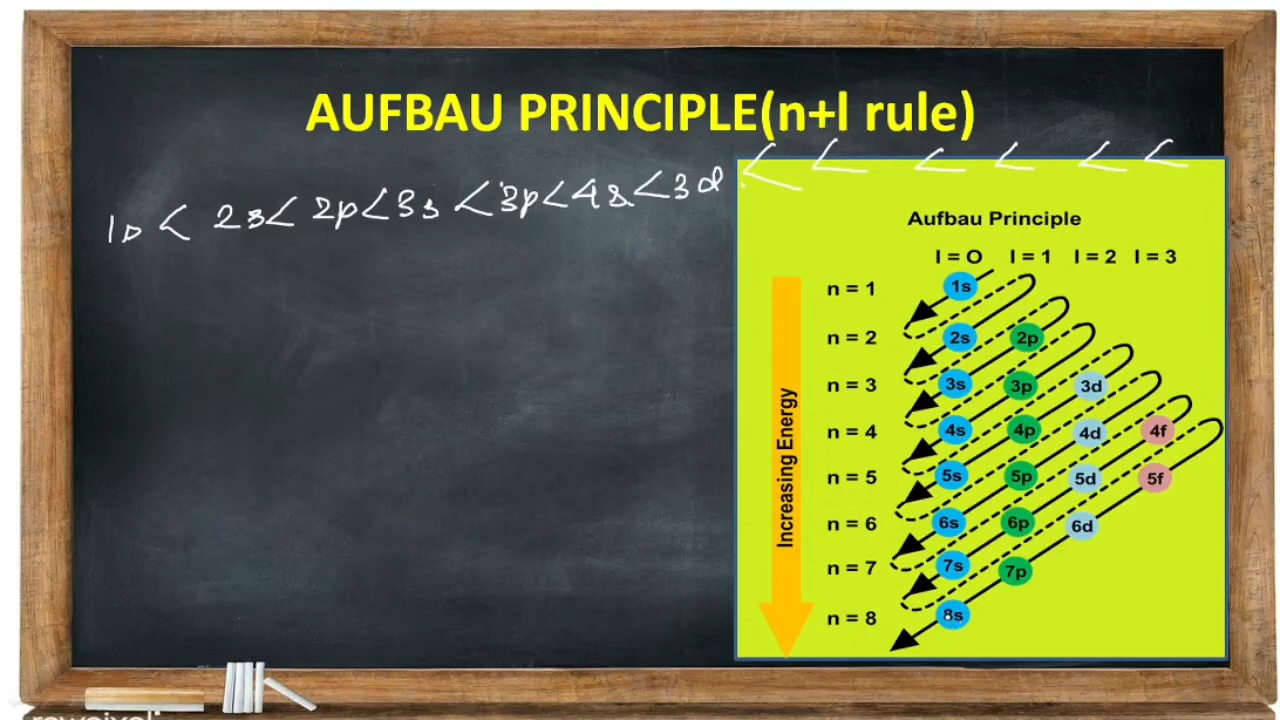 AUFBAU PRINCIPLE(n+l rule)
1s < 2s < 2p < 3s < 3p < 4s < 3d < < < < < <
Aufbau Principle
l = O l = 1 l = 2 l = 3
n = 1 1s
n = 2 2s 2p
n = 3 3s 3p 3d
n = 4 4s 4p 4d 4f
n = 5 5s 5p 5d 5f
n = 6 6s 6p 6d
n = 7 7s 7p
n = 8 8s
Increasing Energy